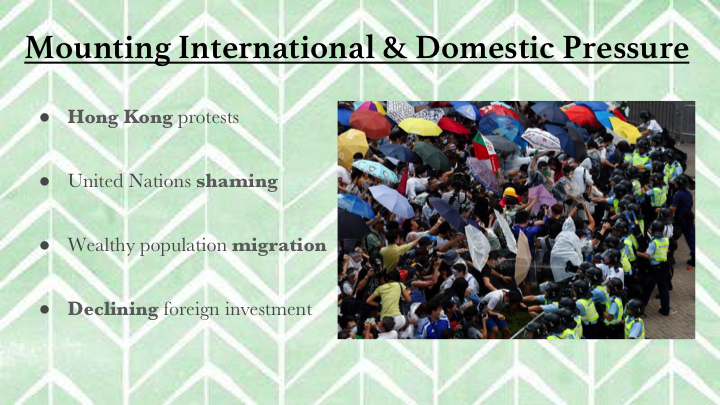 Mounting International & Domestic Pressure
● Hong Kong protests
● United Nations shaming
● Wealthy population migration
● Declining foreign investment